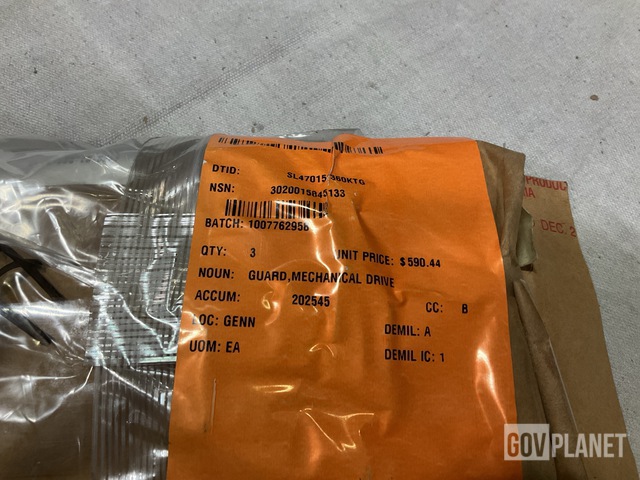 DTID:
NSN: 3020015845133
BATCH: 1007762958
QTY: 3 UNIT PRICE: $ 590.44
NOUN: GUARD,MECHANICAL DRIVE
ACCUM: 202545 CC: B
LOC: GENN DEMIL: A
UOM: EA DEMIL IC: 1
DEC. 2
GOVPLANET